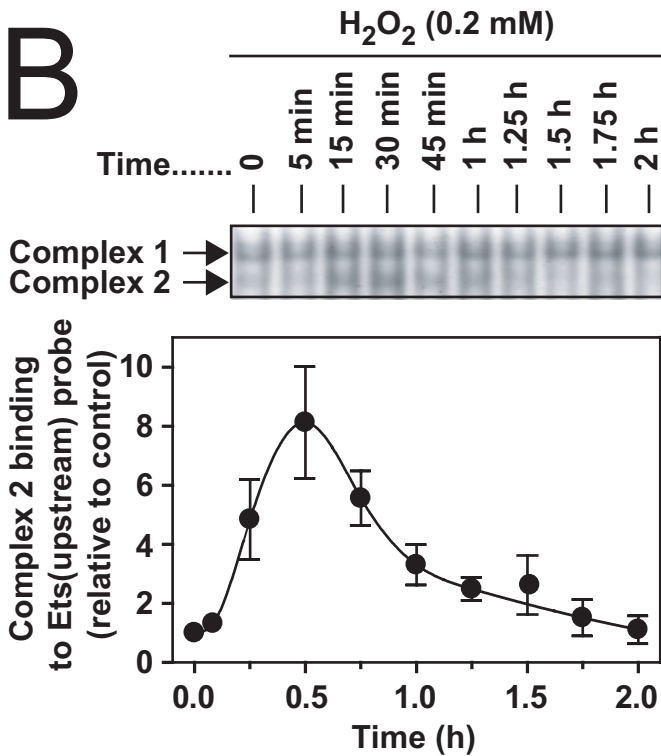 B
H₂O₂ (0.2 mM)
Time.......
0
5 min
15 min
30 min
45 min
1 h
1.25 h
1.5 h
1.75 h
2 h
Complex 1
Complex 2
Complex 2 binding
to Ets(upstream) probe
(relative to control)
10
8
6
4
2
0
0.0
0.5
1.0
1.5
2.0
Time (h)